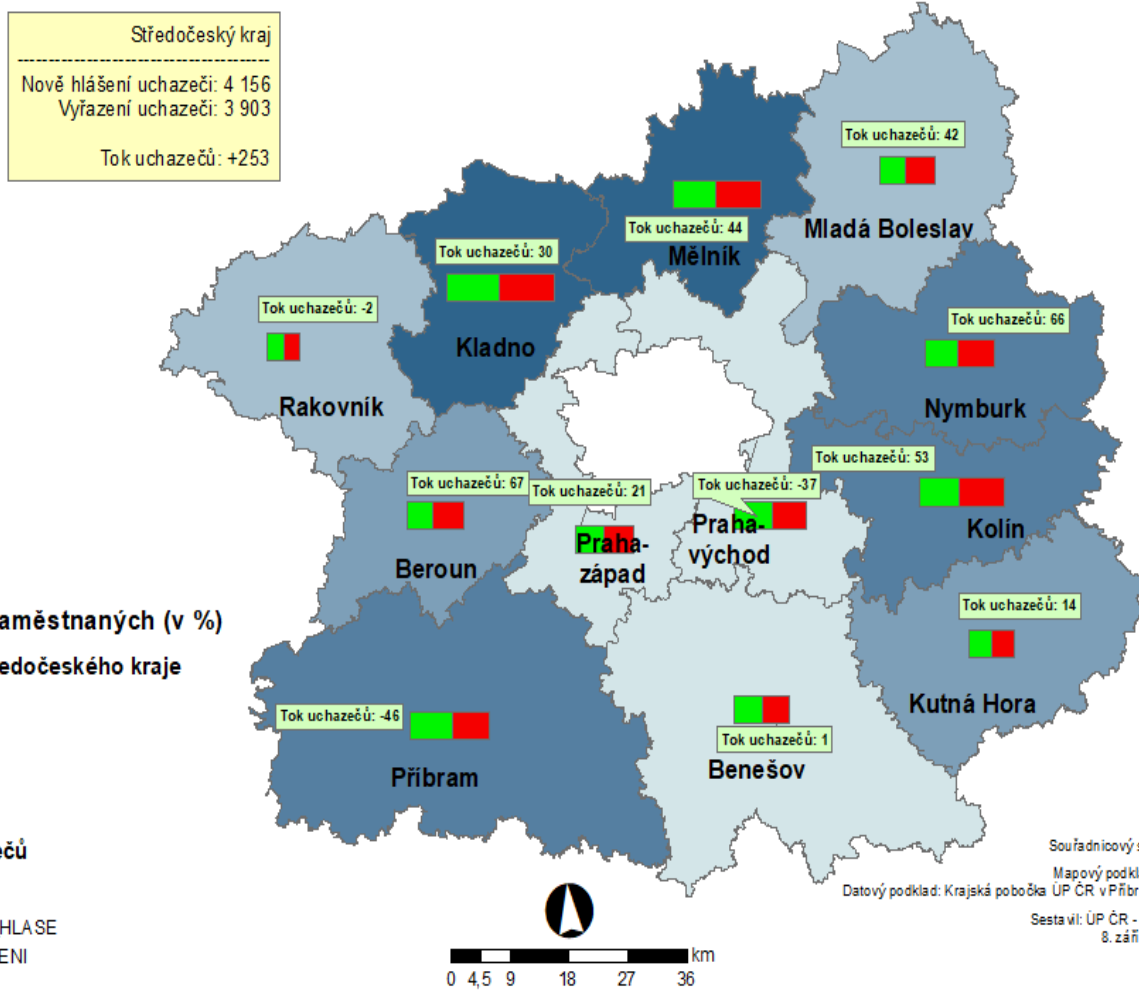 Středočeský kraj
----------------------------------------
Nově hlášení uchazeči: 4 156
Vyřazení uchazeči: 3 903
Tok uchazečů: +253
Tok uchazečů: 42
Mladá Boleslav
Tok uchazečů: 44
Mělník
Tok uchazečů: 30
Kladno
Tok uchazečů: -2
Rakovník
Tok uchazečů: 66
Nymburk
Tok uchazečů: 53
Kolín
Tok uchazečů: 67
Beroun
Tok uchazečů: 21
Praha-
západ
Tok uchazečů: -37
Praha-
východ
Tok uchazečů: 14
Kutná Hora
aměstnaných (v %)
edočeského kraje
Tok uchazečů: -46
Příbram
Tok uchazečů: 1
Benešov
ečů
HLASE
ENI
Souřadnicový s
Mapový podkl
Datový podklad: Krajská pobočka ÚP ČR v Příbr
Sestavil: ÚP ČR -
8. září
km
0 4,5 9 18 27 36